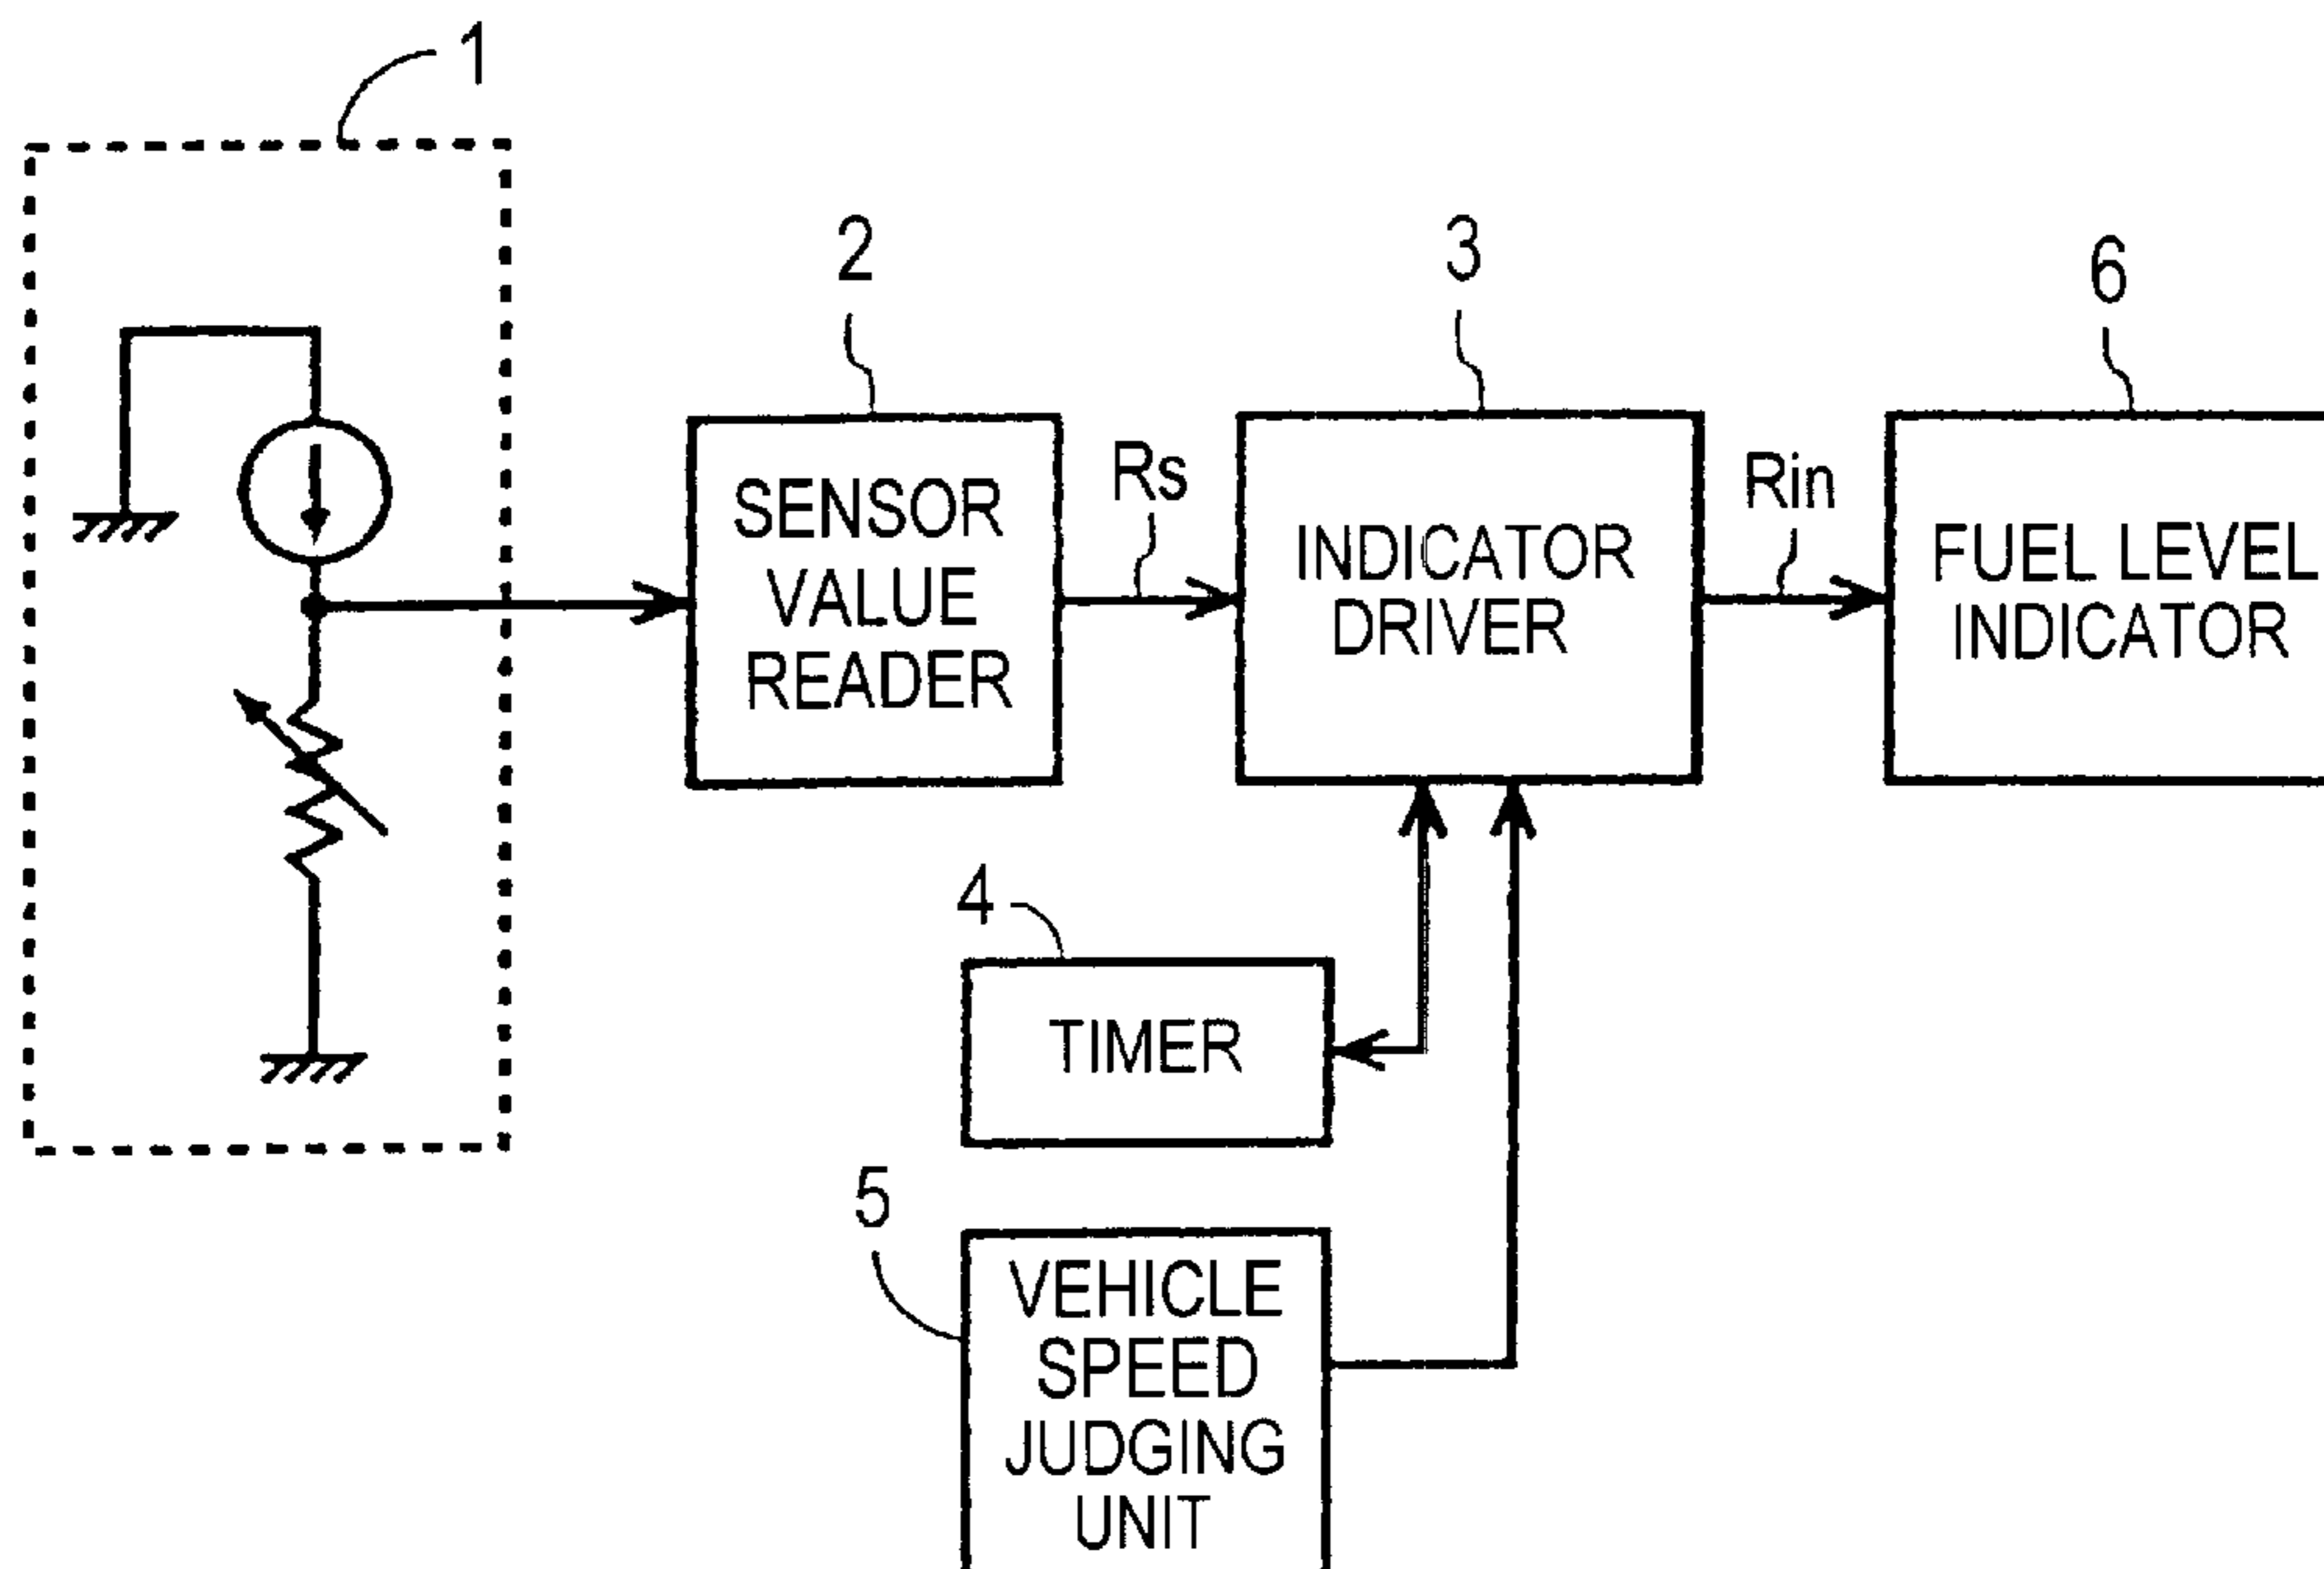 1
2
3
6
SENSOR
VALUE
READER
Rs
INDICATOR
DRIVER
Rin
FUEL LEVEL
INDICATOR
4
TIMER
5
VEHICLE
SPEED
JUDGING
UNIT